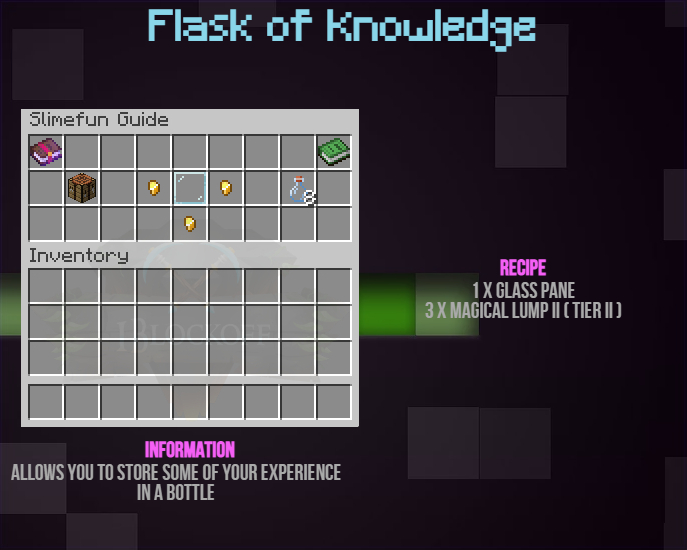 Flask of Knowledge
Slimefun Guide
8
Inventory
RECIPE
1 X GLASS PANE
3 X MAGICAL LUMP II ( TIER II )
INFORMATION
ALLOWS YOU TO STORE SOME OF YOUR EXPERIENCE
IN A BOTTLE